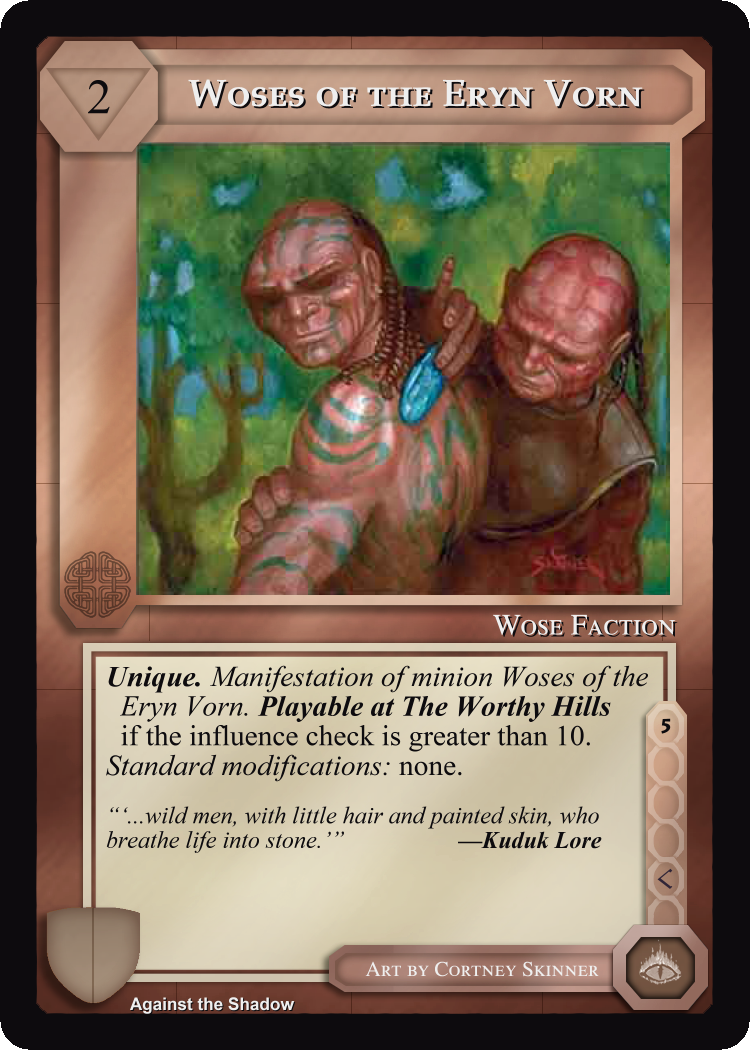 2
WOSES OF THE ERYN VORN
SKINNER
WOSE FACTION
Unique. Manifestation of minion Woses of the
Eryn Vorn. Playable at The Worthy Hills
if the influence check is greater than 10.
Standard modifications: none.
5
“‘...wild men, with little hair and painted skin, who
breathe life into stone.’” —Kuduk Lore
ART BY CORTNEY SKINNER
Against the Shadow